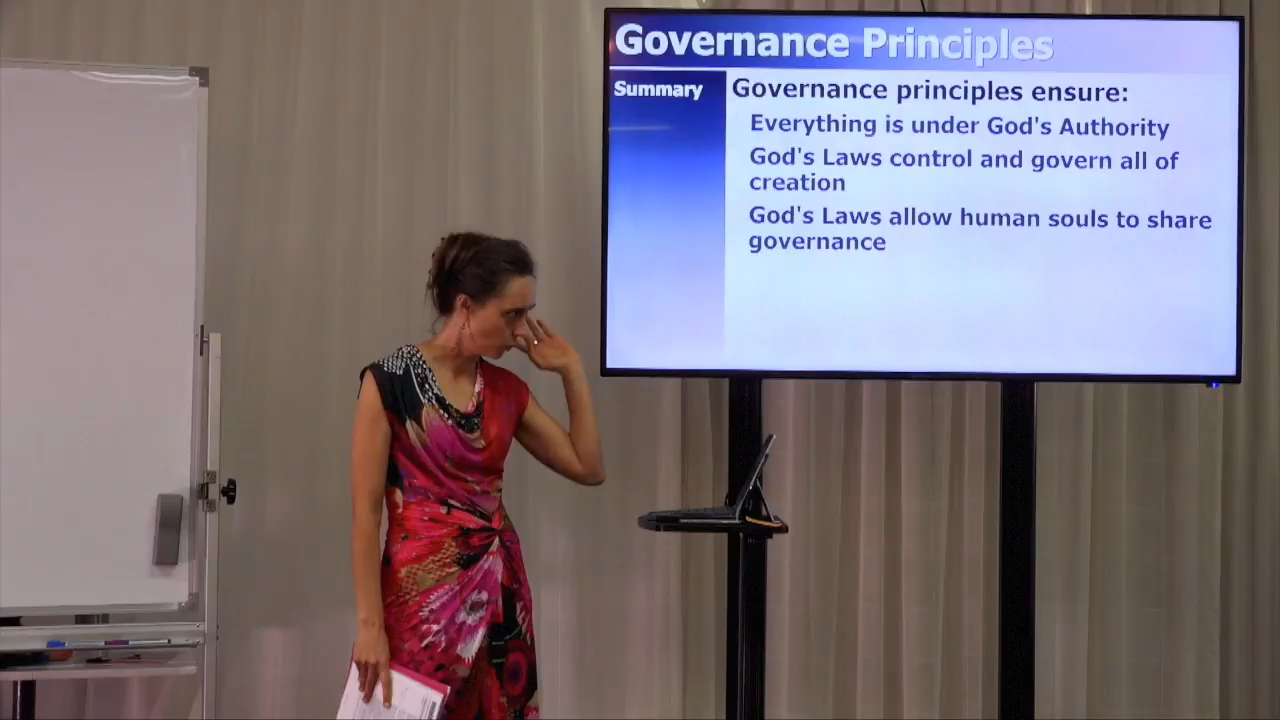 Governance Principles
Summary
Governance principles ensure:
Everything is under God's Authority
God's Laws control and govern all of
creation
God's Laws allow human souls to share
governance